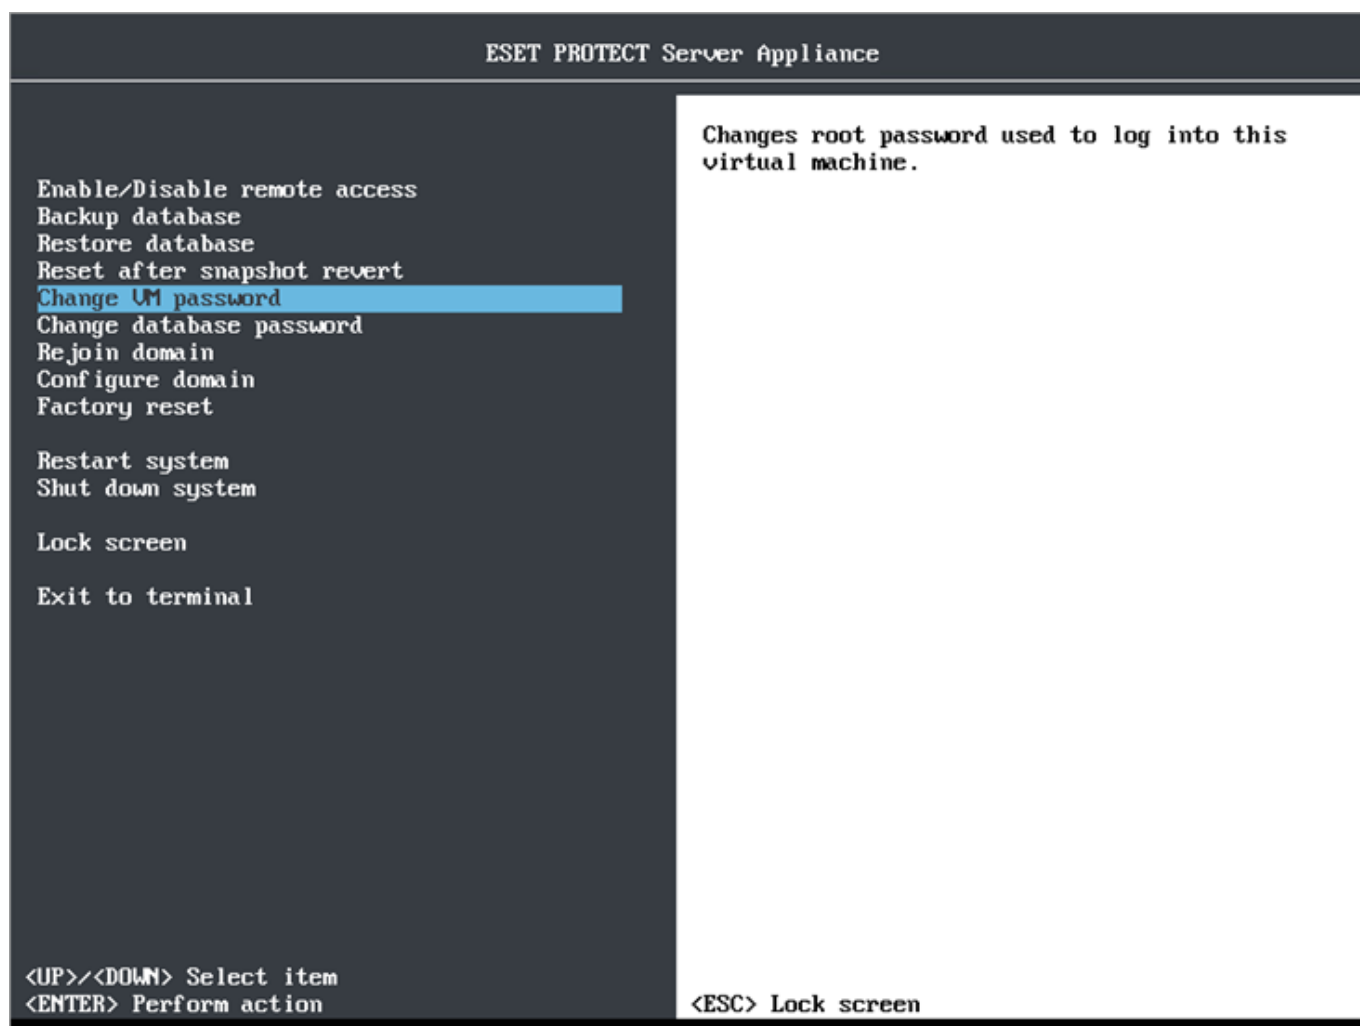 ESET PROTECT Server Appliance
Enable/Disable remote access
Backup database
Restore database
Reset after snapshot revert
Change VM password
Change database password
Rejoin domain
Configure domain
Factory reset
Restart system
Shut down system
Lock screen
Exit to terminal
<UP>/<DOWN> Select item
<ENTER> Perform action
Changes root password used to log into this
virtual machine.
<ESC> Lock screen